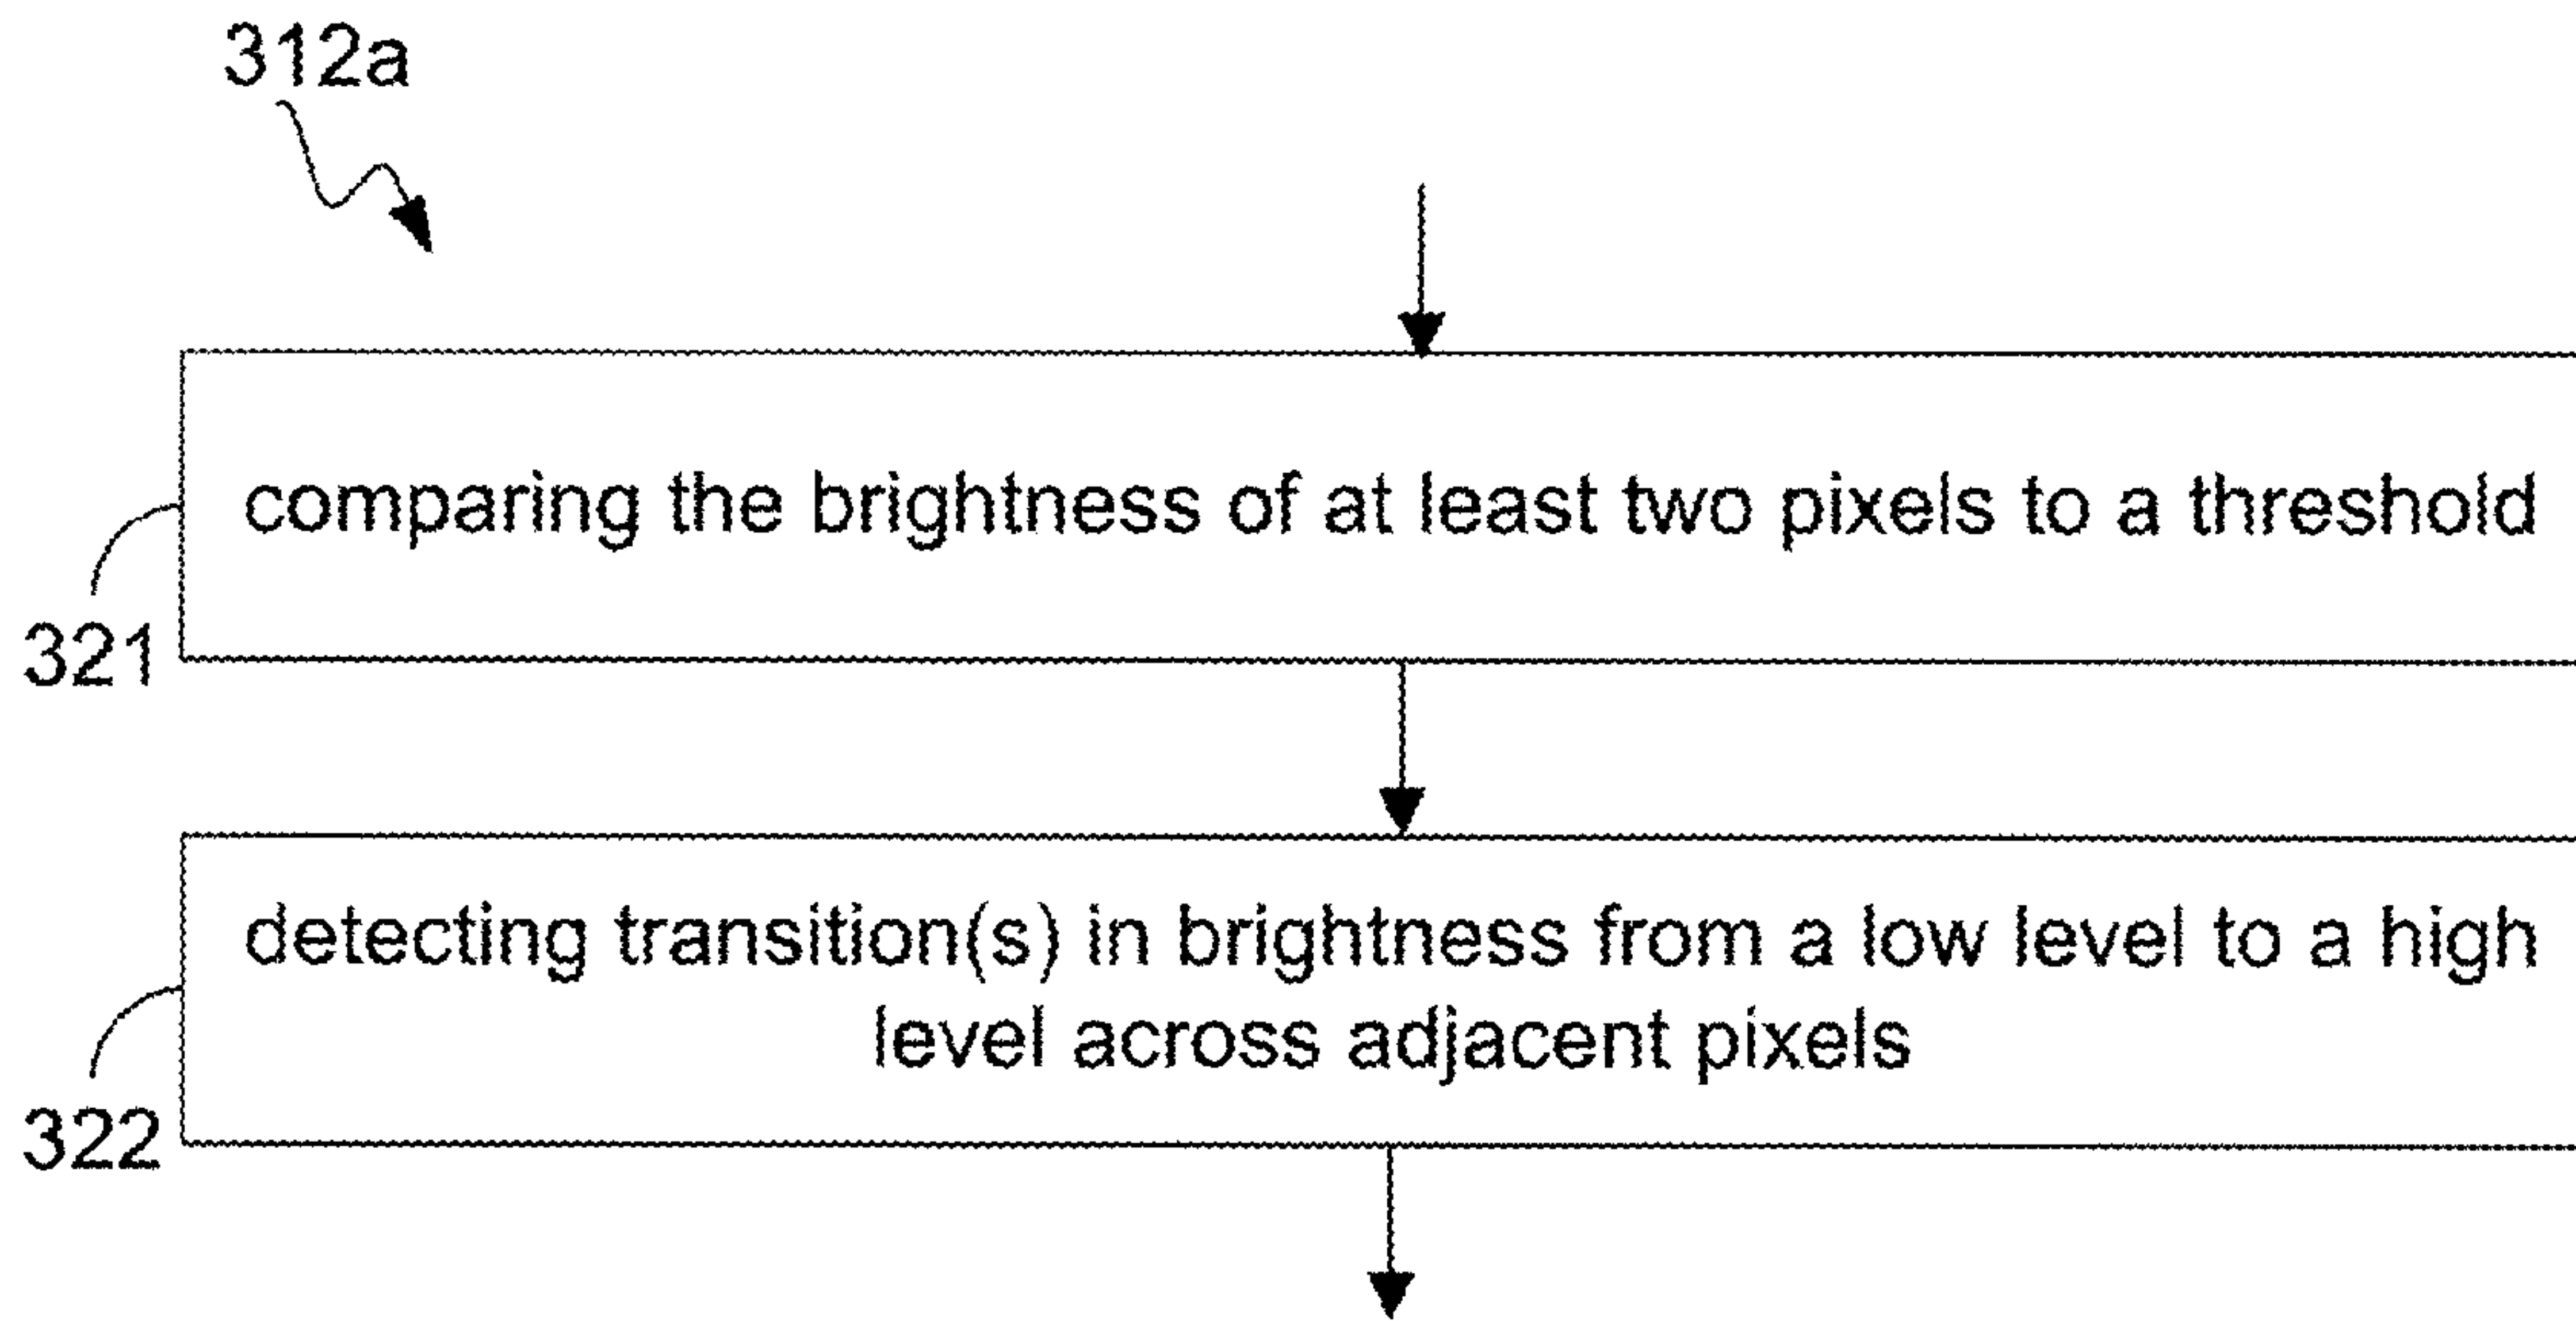 312a
comparing the brightness of at least two pixels to a threshold
321
detecting transition(s) in brightness from a low level to a high
level across adjacent pixels
322